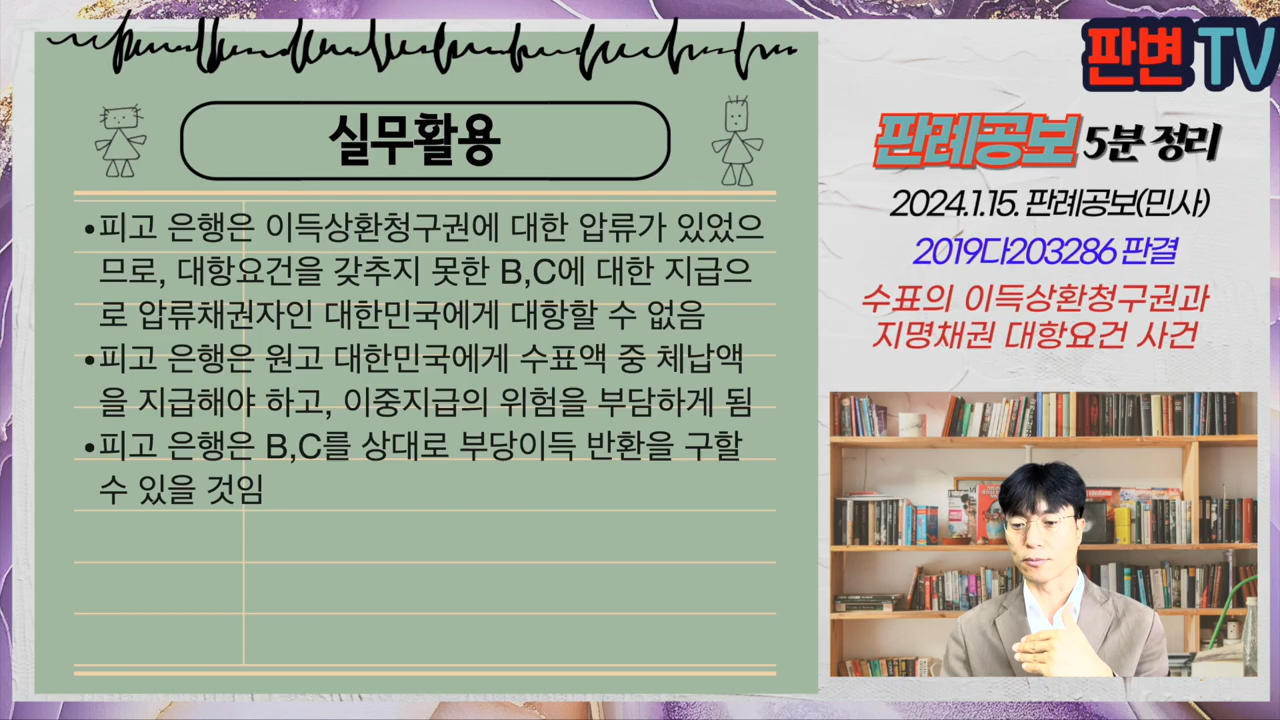 실무활용
•피고 은행은 이득상환청구권에 대한 압류가 있었으
므로, 대항요건을 갖추지 못한 B,C에 대한 지급으
로 압류채권자인 대한민국에게 대항할 수 없음
•피고 은행은 원고 대한민국에게 수표액 중 체납액
을 지급해야 하고, 이중지급의 위험을 부담하게 됨
•피고 은행은 B,C를 상대로 부당이득 반환을 구할
수 있을 것임
판변 TV
판례공보 5분 정리
2024.1.15. 판례공보(민사)
2019다203286 판결
수표의 이득상환청구권과
지명채권 대항요건 사건